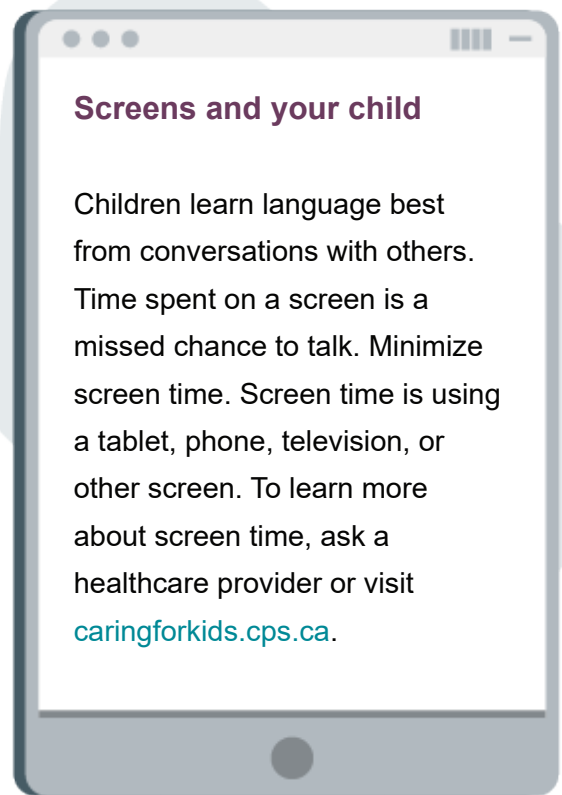 Screens and your child
Children learn language best
from conversations with others.
Time spent on a screen is a
missed chance to talk. Minimize
screen time. Screen time is using
a tablet, phone, television, or
other screen. To learn more
about screen time, ask a
healthcare provider or visit
caringforkids.cps.ca.